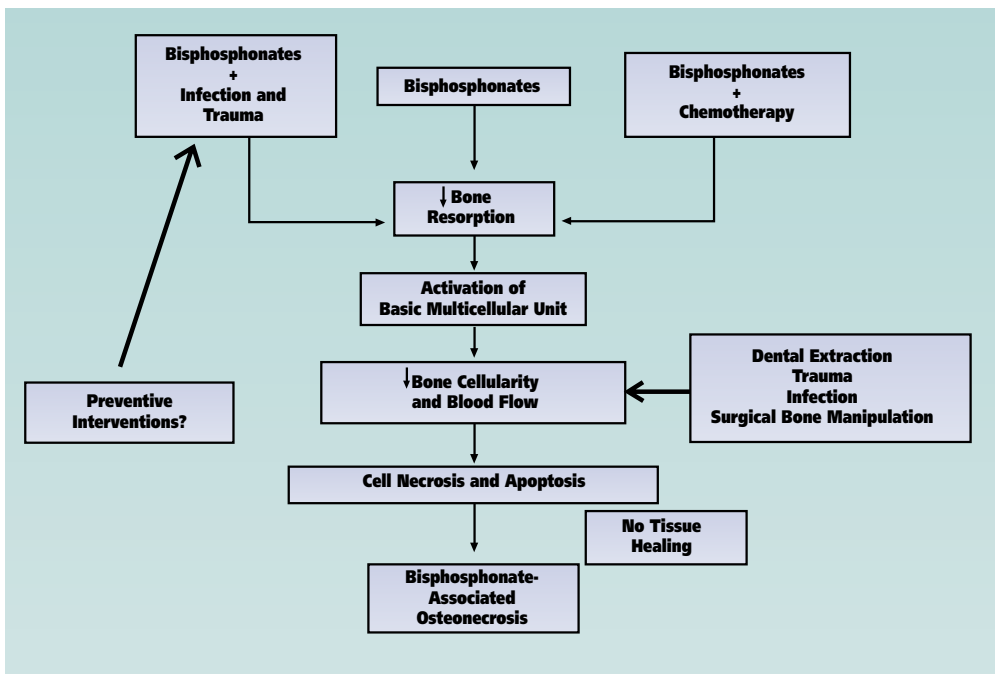 Bisphosphonates
+
Infection and
Trauma
Bisphosphonates
Bisphosphonates
+
Chemotherapy
↓Bone
Resorption
Activation of
Basic Multicellular Unit
↓Bone Cellularity
and Blood Flow
Dental Extraction
Trauma
Infection
Surgical Bone Manipulation
Preventive
Interventions?
Cell Necrosis and Apoptosis
No Tissue
Healing
Bisphosphonate-
Associated
Osteonecrosis